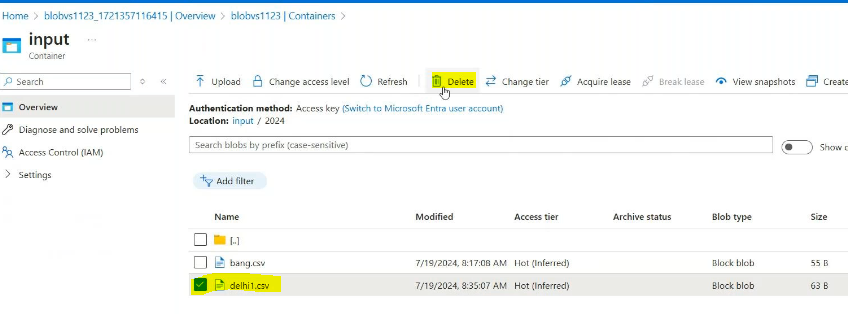 Home > blobvs1123_1721357116415 | Overview > blobvs1123 | Containers >
input ...
Container
Search
Upload Change access level Refresh Delete Change tier Acquire lease Break lease View snapshots Create
Overview
Diagnose and solve problems
Access Control (IAM)
Settings
Authentication method: Access key (Switch to Microsoft Entra user account)
Location: input / 2024
Search blobs by prefix (case-sensitive)
Show
Add filter
Name Modified Access tier Archive status Blob type Size
[..]
bang.csv 7/19/2024, 8:17:08 AM Hot (Inferred) Block blob 55 B
delhi1.csv 7/19/2024, 8:35:07 AM Hot (Inferred) Block blob 63 B